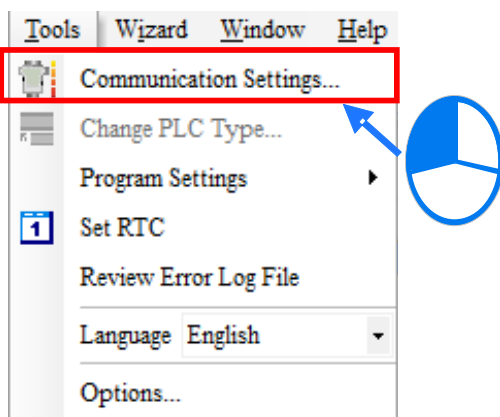 Tools Wizard Window Help
Communication Settings...
Change PLC Type...
Program Settings
1 Set RTC
Review Error Log File
Language English
Options...